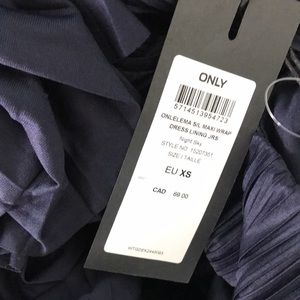 ONLY
5714513954723
ONLELEMA S/L MAXI WRAP
DRESS LINING JRS
Night Sky
STYLE NO: 15207351
SIZE / TAILLE
EU XS
CAD 69.00